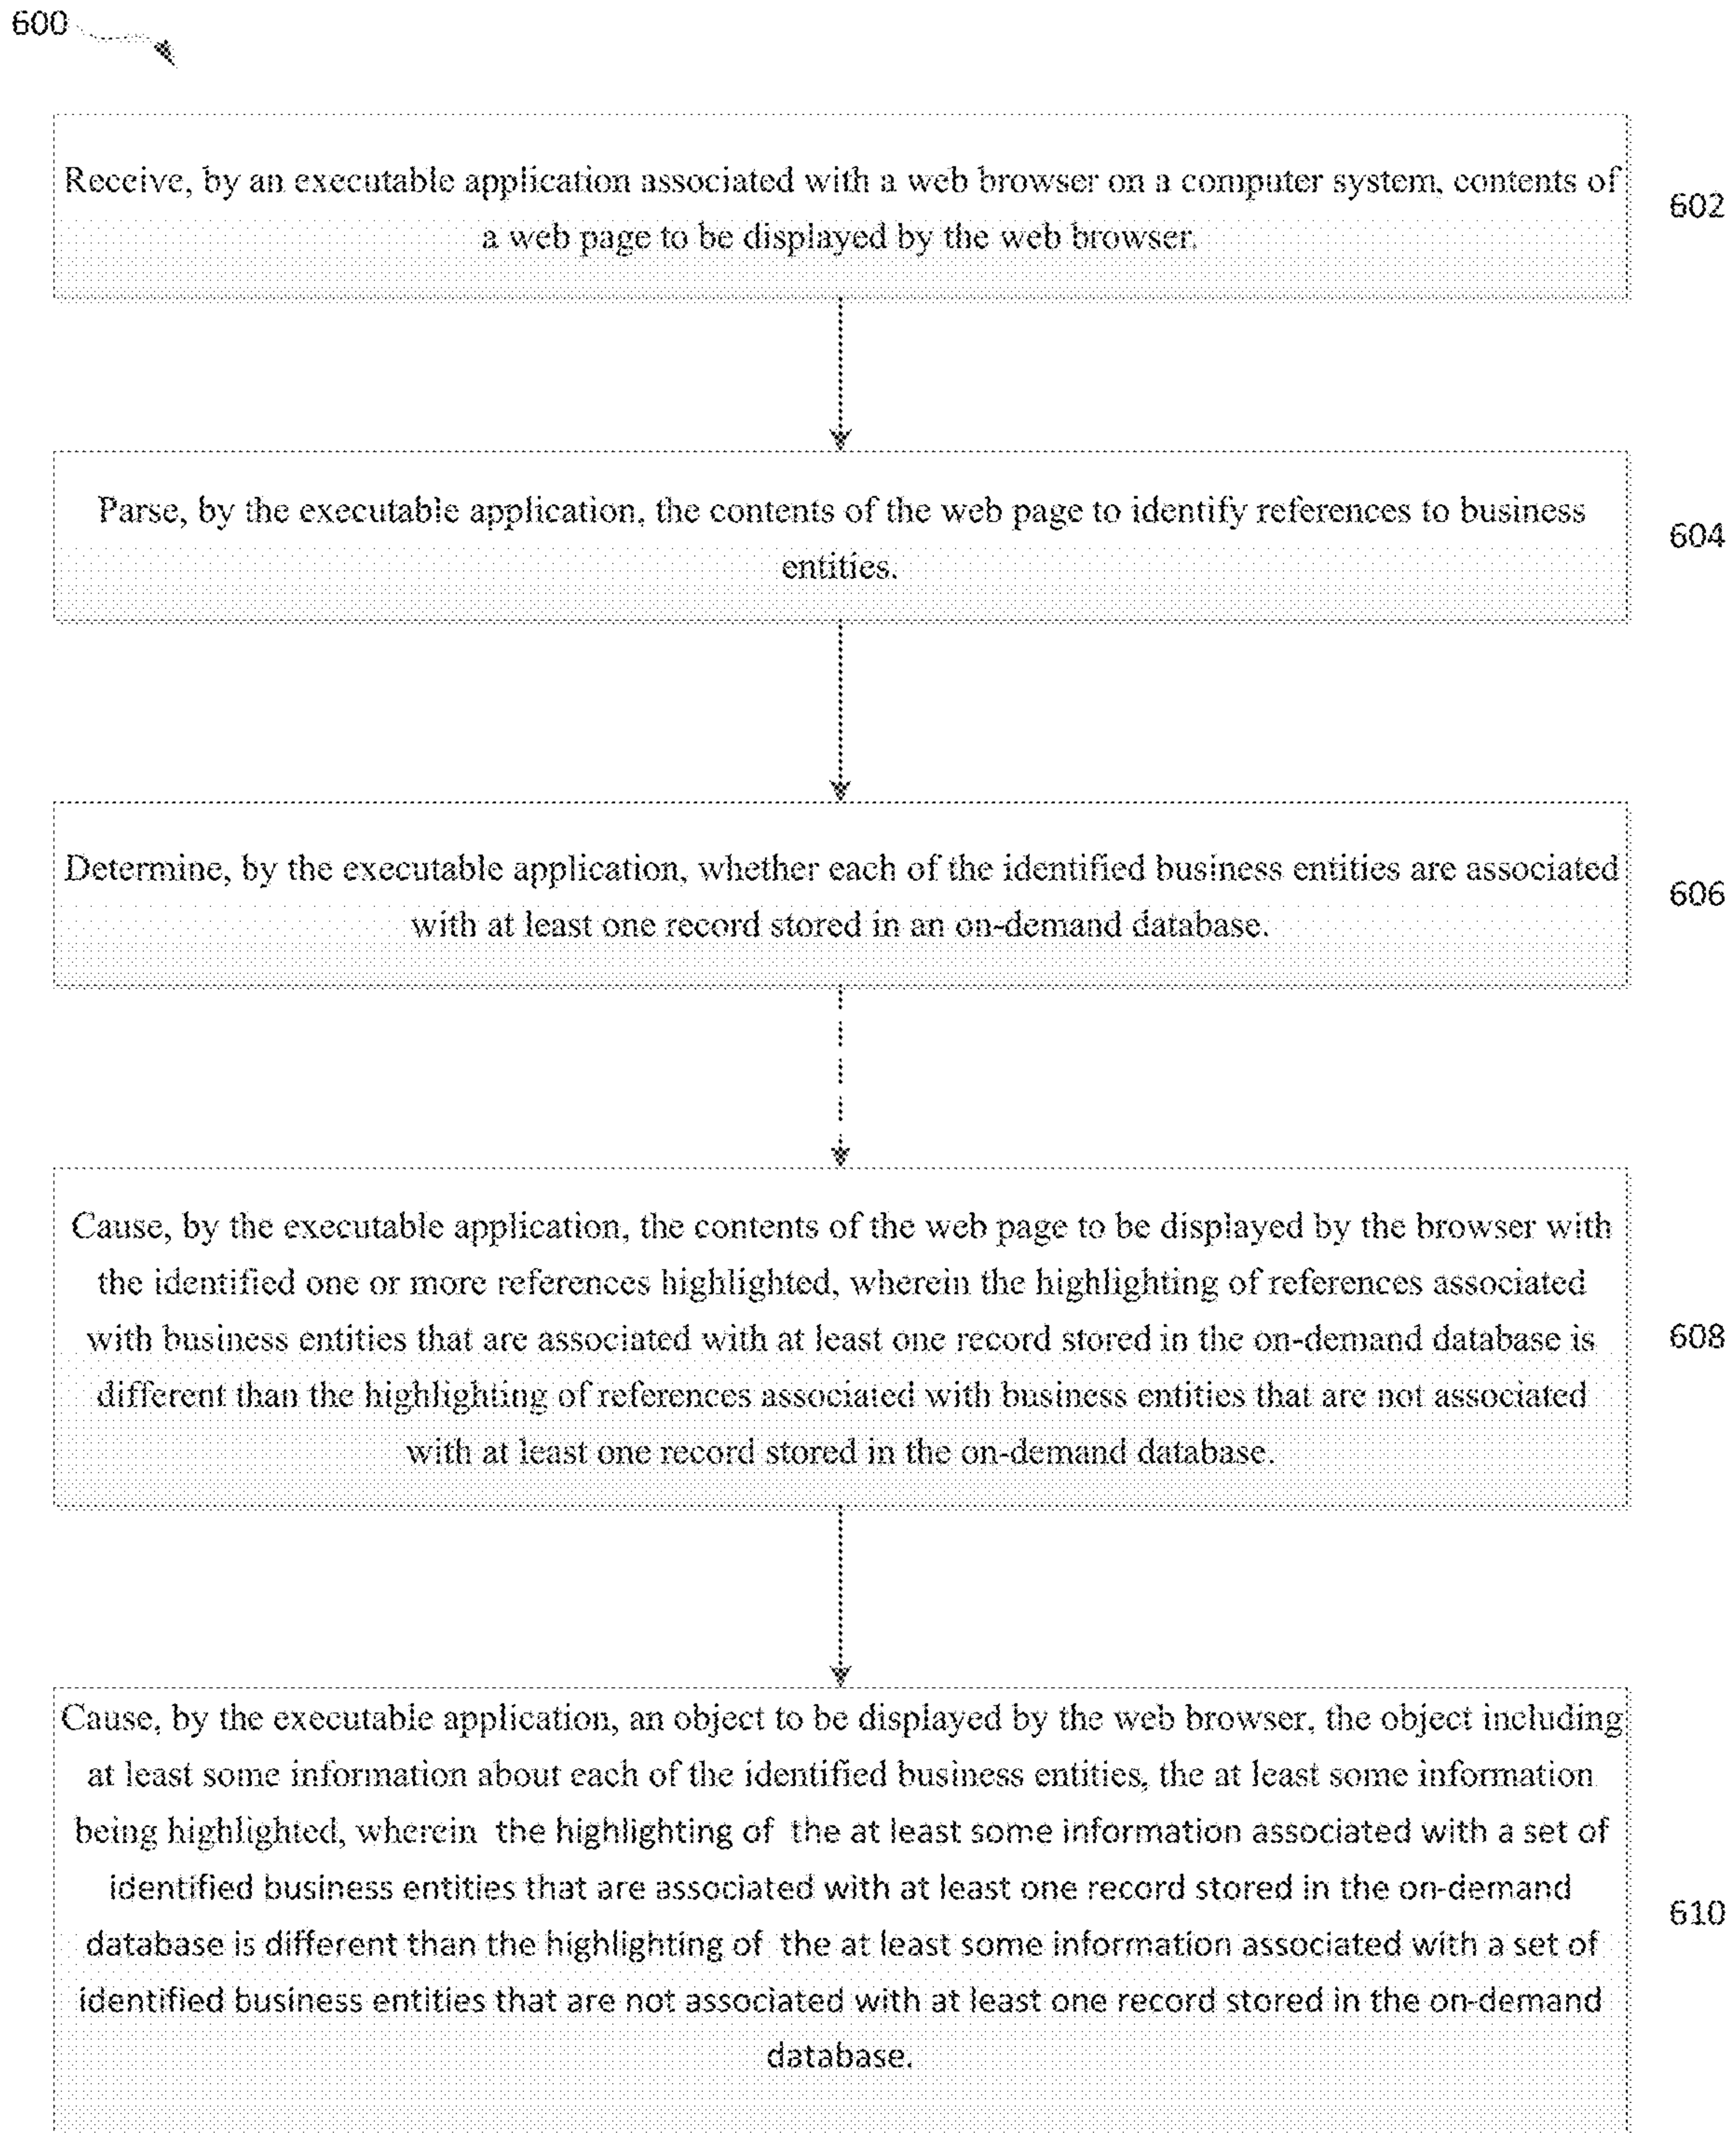 600
Receive, by an executable application associated with a web browser on a computer system, contents of
a web page to be displayed by the web browser.
602
Parse, by the executable application, the contents of the web page to identify references to business
entities.
604
Determine, by the executable application, whether each of the identified business entities are associated
with at least one record stored in an on-demand database.
606
Cause, by the executable application, the contents of the web page to be displayed by the browser with
the identified one or more references highlighted, wherein the highlighting of references associated
with business entities that are associated with at least one record stored in the on-demand database is
different than the highlighting of references associated with business entities that are not associated
with at least one record stored in the on-demand database.
608
Cause, by the executable application, an object to be displayed by the web browser, the object including
at least some information about each of the identified business entities, the at least some information
being highlighted, wherein the highlighting of the at least some information associated with a set of
identified business entities that are associated with at least one record stored in the on-demand
database is different than the highlighting of the at least some information associated with a set of
identified business entities that are not associated with at least one record stored in the on-demand
database.
610